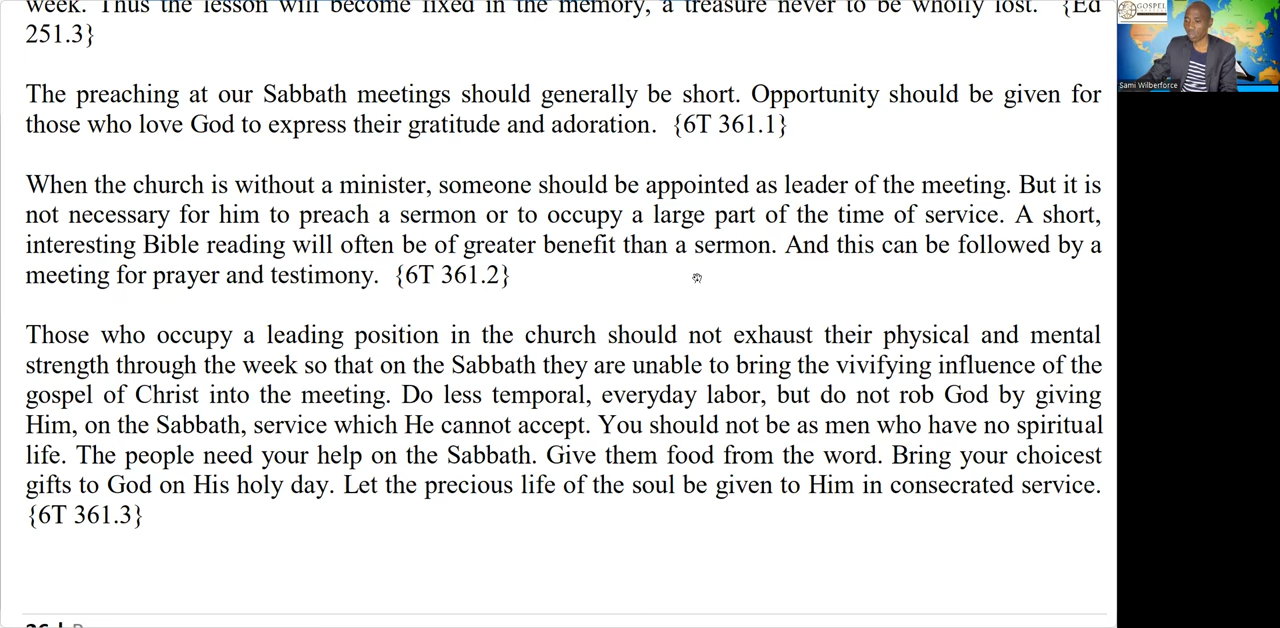 week. Thus the lesson will become fixed in the memory, a treasure never to be wholly lost. {Ed
251.3}
The preaching at our Sabbath meetings should generally be short. Opportunity should be given for
those who love God to express their gratitude and adoration. {6T 361.1}
When the church is without a minister, someone should be appointed as leader of the meeting. But it is
not necessary for him to preach a sermon or to occupy a large part of the time of service. A short,
interesting Bible reading will often be of greater benefit than a sermon. And this can be followed by a
meeting for prayer and testimony. {6T 361.2}
Those who occupy a leading position in the church should not exhaust their physical and mental
strength through the week so that on the Sabbath they are unable to bring the vivifying influence of the
gospel of Christ into the meeting. Do less temporal, everyday labor, but do not rob God by giving
Him, on the Sabbath, service which He cannot accept. You should not be as men who have no spiritual
life. The people need your help on the Sabbath. Give them food from the word. Bring your choicest
gifts to God on His holy day. Let the precious life of the soul be given to Him in consecrated service.
{6T 361.3}
GOSPEL
Sami Wilberforce